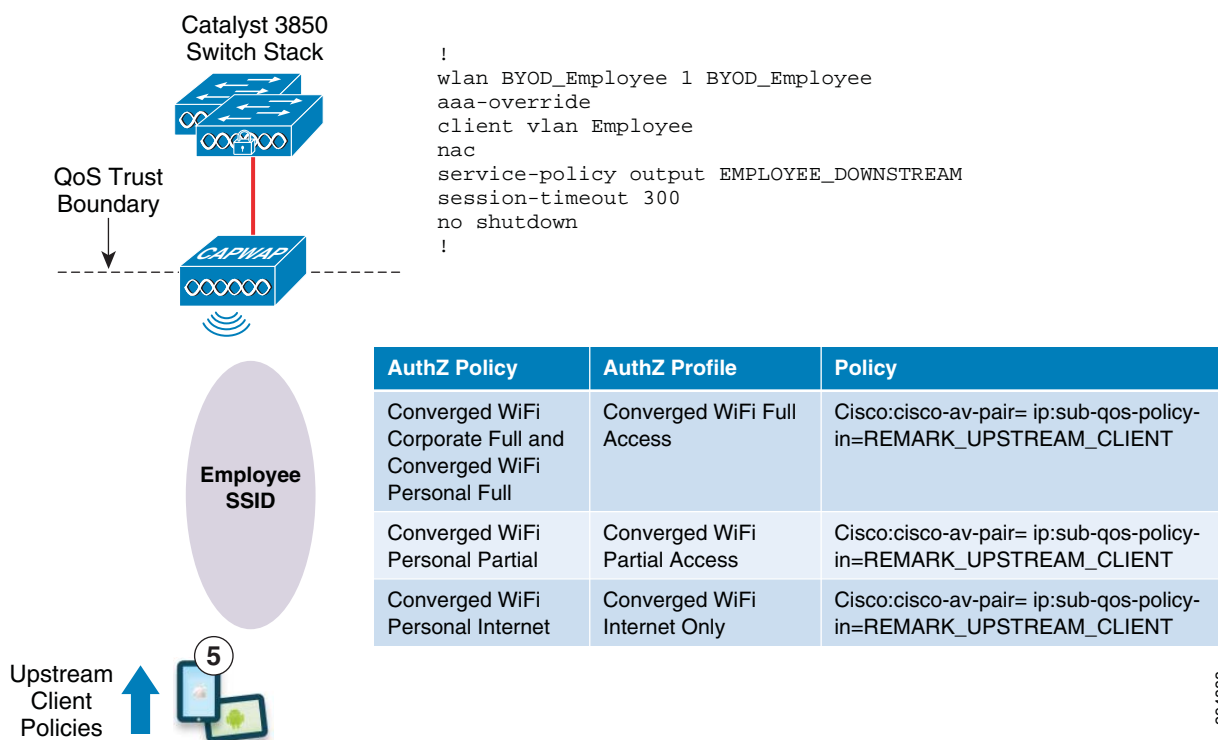 Catalyst 3850
Switch Stack
!
wlan BYOD_Employee 1 BYOD_Employee
aaa-override
client vlan Employee
nac
service-policy output EMPLOYEE_DOWNSTREAM
session-timeout 300
no shutdown
!
QoS Trust
Boundary
CAPWAP
Employee
SSID
AuthZ Policy
AuthZ Profile
Policy
Converged WiFi
Corporate Full and
Converged WiFi
Personal Full
Converged WiFi Full
Access
Cisco:cisco-av-pair= ip:sub-qos-policy-
in=REMARK_UPSTREAM_CLIENT
Converged WiFi
Personal Partial
Converged WiFi
Partial Access
Cisco:cisco-av-pair= ip:sub-qos-policy-
in=REMARK_UPSTREAM_CLIENT
Converged WiFi
Personal Internet
Converged WiFi
Internet Only
Cisco:cisco-av-pair= ip:sub-qos-policy-
in=REMARK_UPSTREAM_CLIENT
5
Upstream
Client
Policies